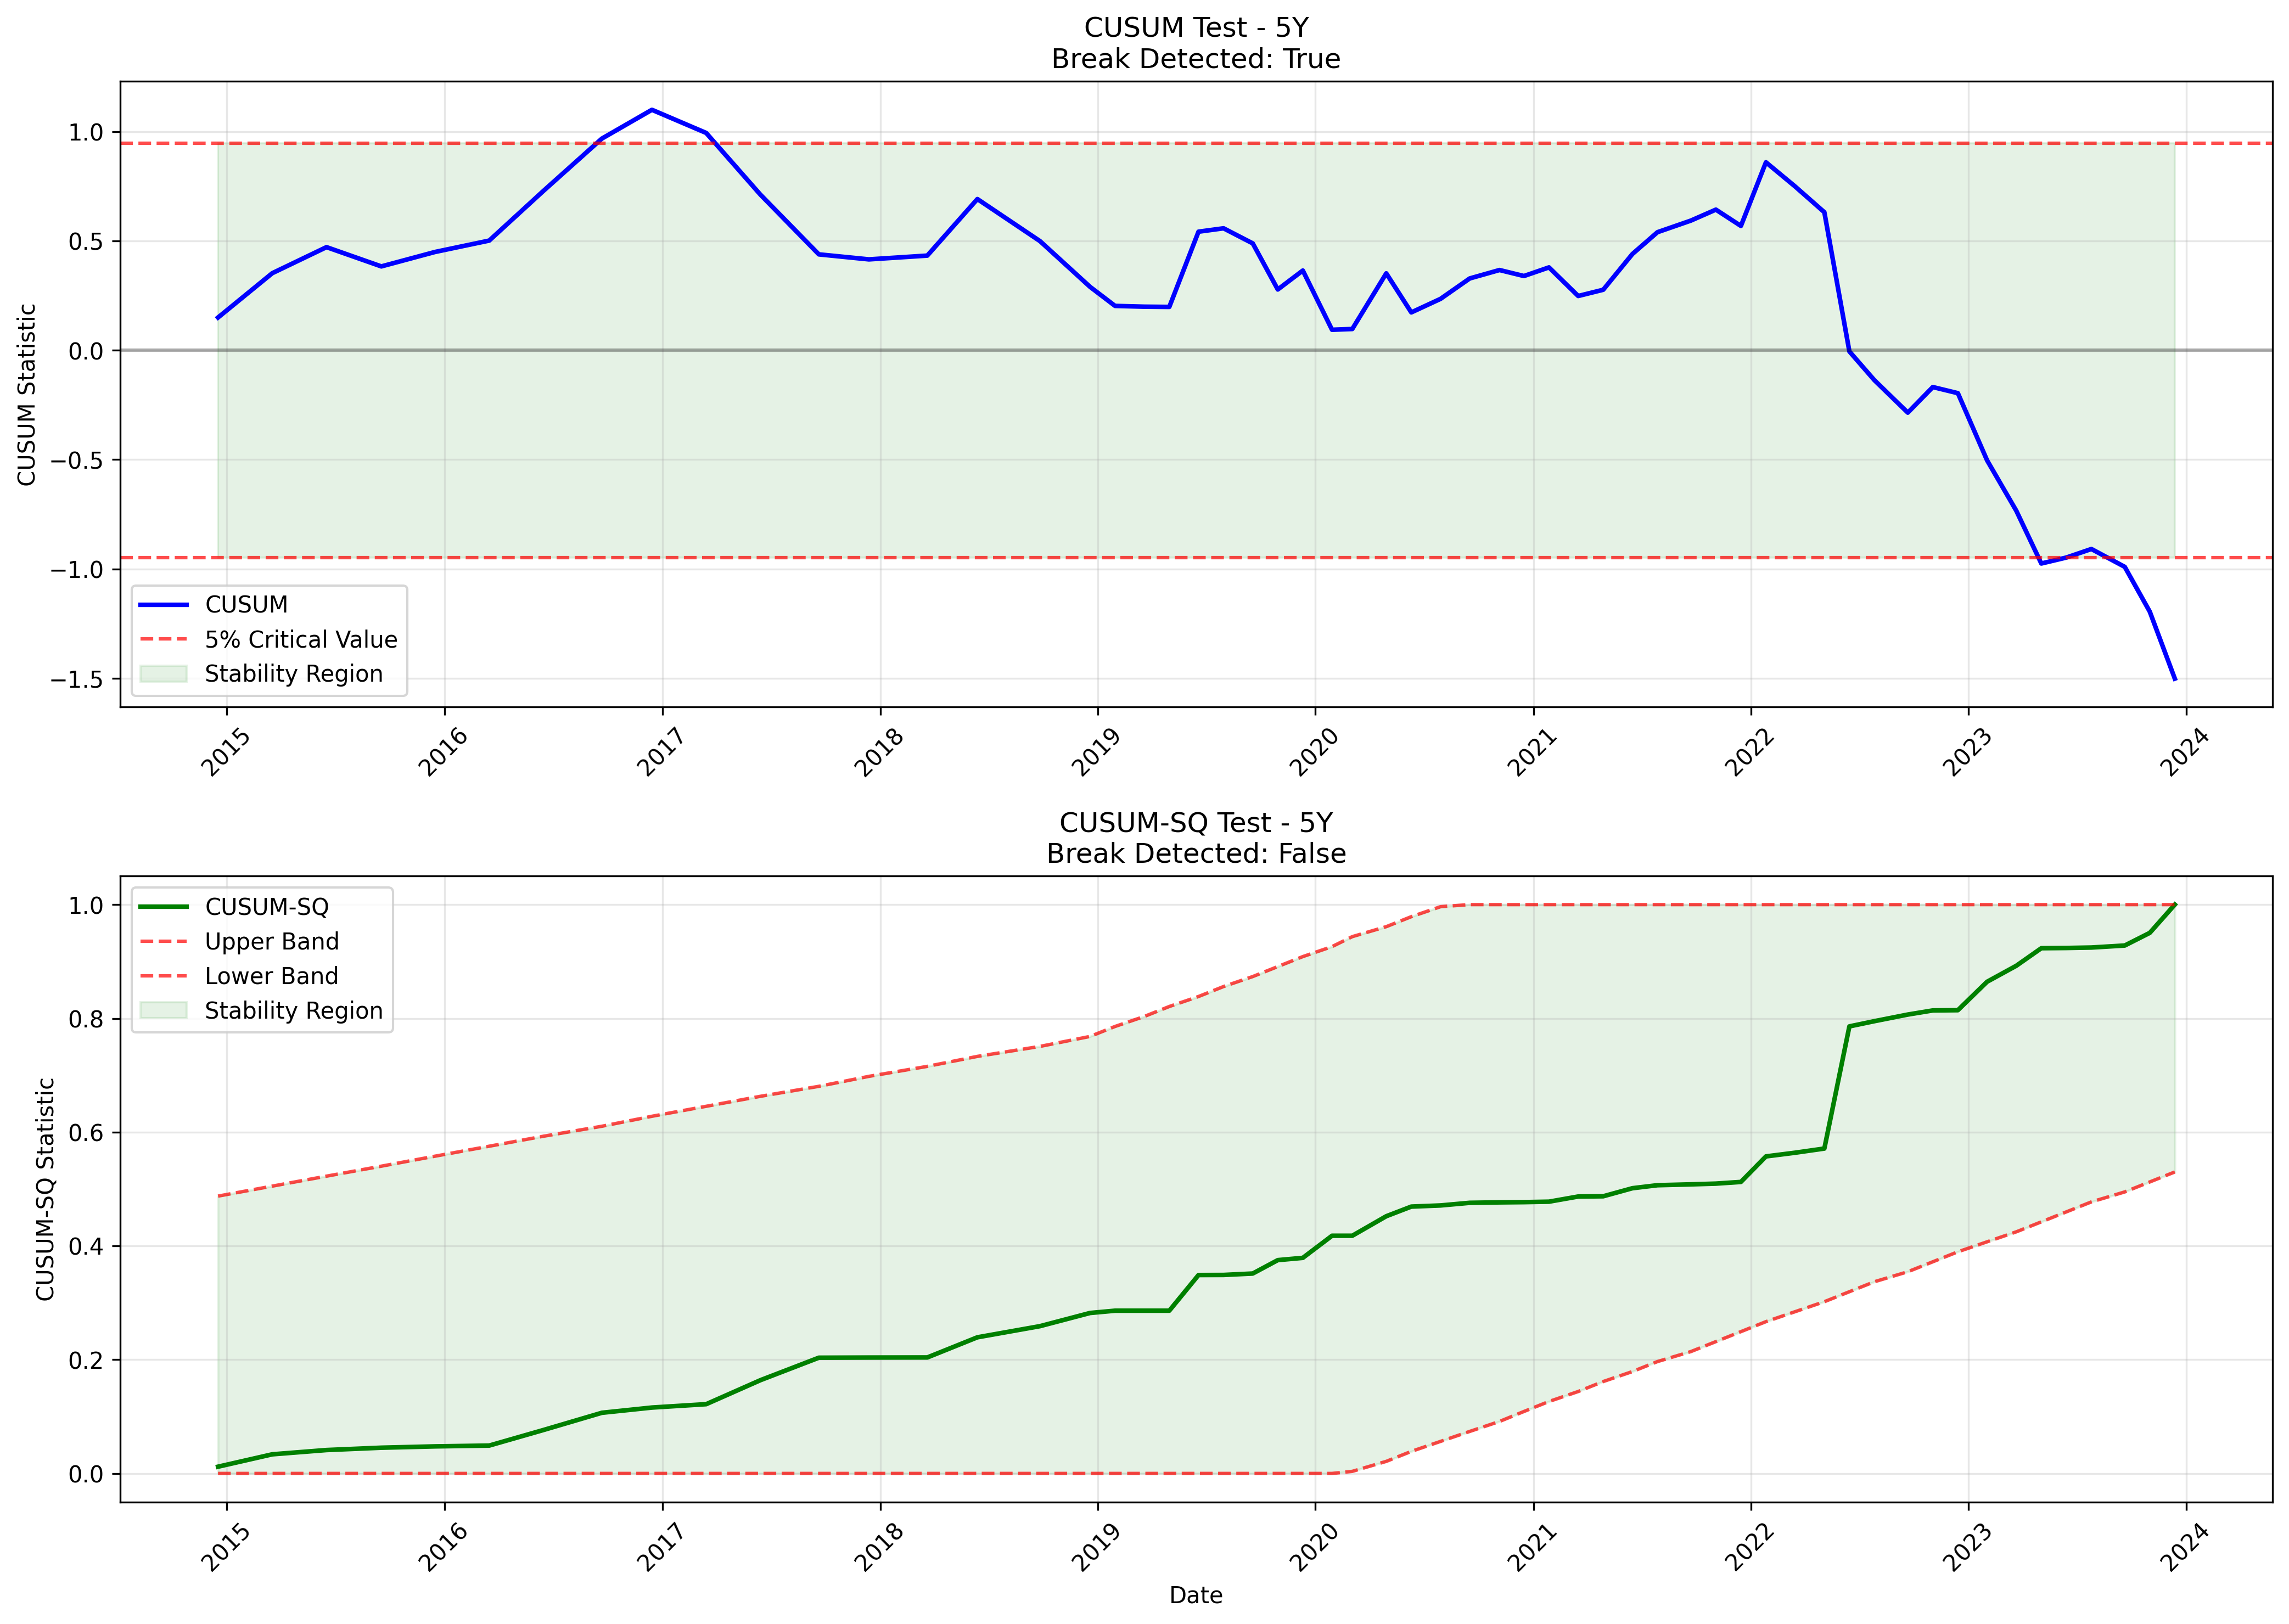 CUSUM Test - 5Y
Break Detected: True
CUSUM Statistic
1.0
0.5
0.0
−0.5
−1.0
−1.5
CUSUM
5% Critical Value
Stability Region
2015
2016
2017
2018
2019
2020
2021
2022
2023
2024
CUSUM-SQ Test - 5Y
Break Detected: False
CUSUM-SQ Statistic
1.0
0.8
0.6
0.4
0.2
0.0
CUSUM-SQ
Upper Band
Lower Band
Stability Region
2015
2016
2017
2018
2019
2020
2021
2022
2023
2024
Date